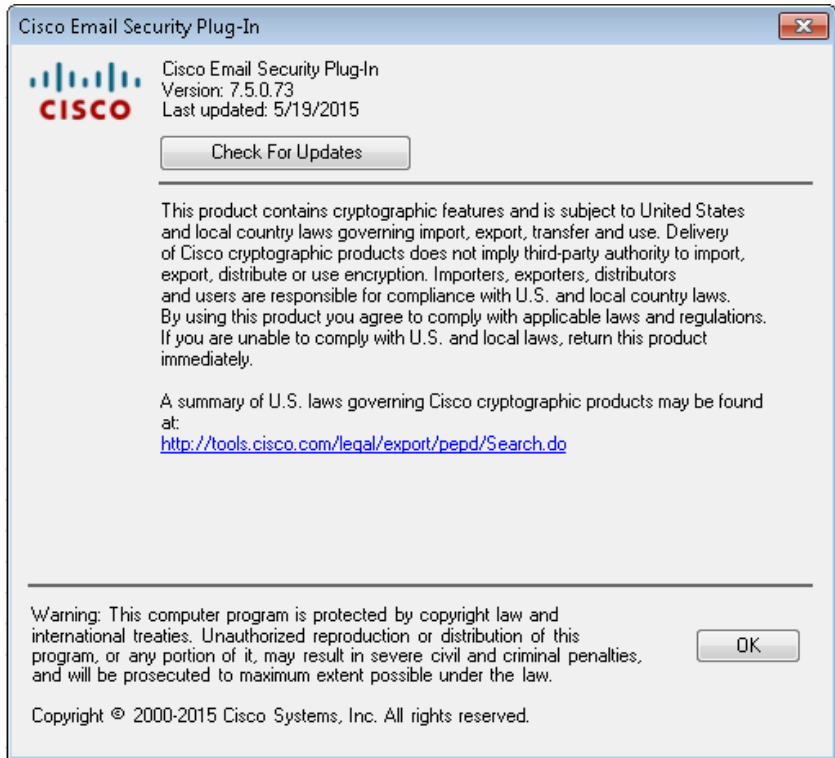 Cisco Email Security Plug-In
CISCO
Cisco Email Security Plug-In
Version: 7.5.0.73
Last updated: 5/19/2015
Check For Updates
This product contains cryptographic features and is subject to United States
and local country laws governing import, export, transfer and use. Delivery
of Cisco cryptographic products does not imply third-party authority to import,
export, distribute or use encryption. Importers, exporters, distributors
and users are responsible for compliance with U.S. and local country laws.
By using this product you agree to comply with applicable laws and regulations.
If you are unable to comply with U.S. and local laws, return this product
immediately.
A summary of U.S. laws governing Cisco cryptographic products may be found
at:
http://tools.cisco.com/legal/export/pepd/Search.do
Warning: This computer program is protected by copyright law and
international treaties. Unauthorized reproduction or distribution of this
program, or any portion of it, may result in severe civil and criminal penalties,
and will be prosecuted to maximum extent possible under the law.
OK
Copyright © 2000-2015 Cisco Systems, Inc. All rights reserved.